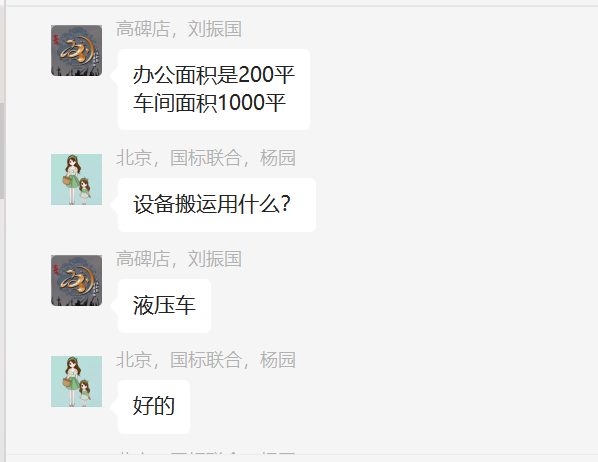 高碑店，刘振国
办公面积是200平
车间面积1000平
北京，国标联合，杨园
设备搬运用什么？
高碑店，刘振国
液压车
北京，国标联合，杨园
好的